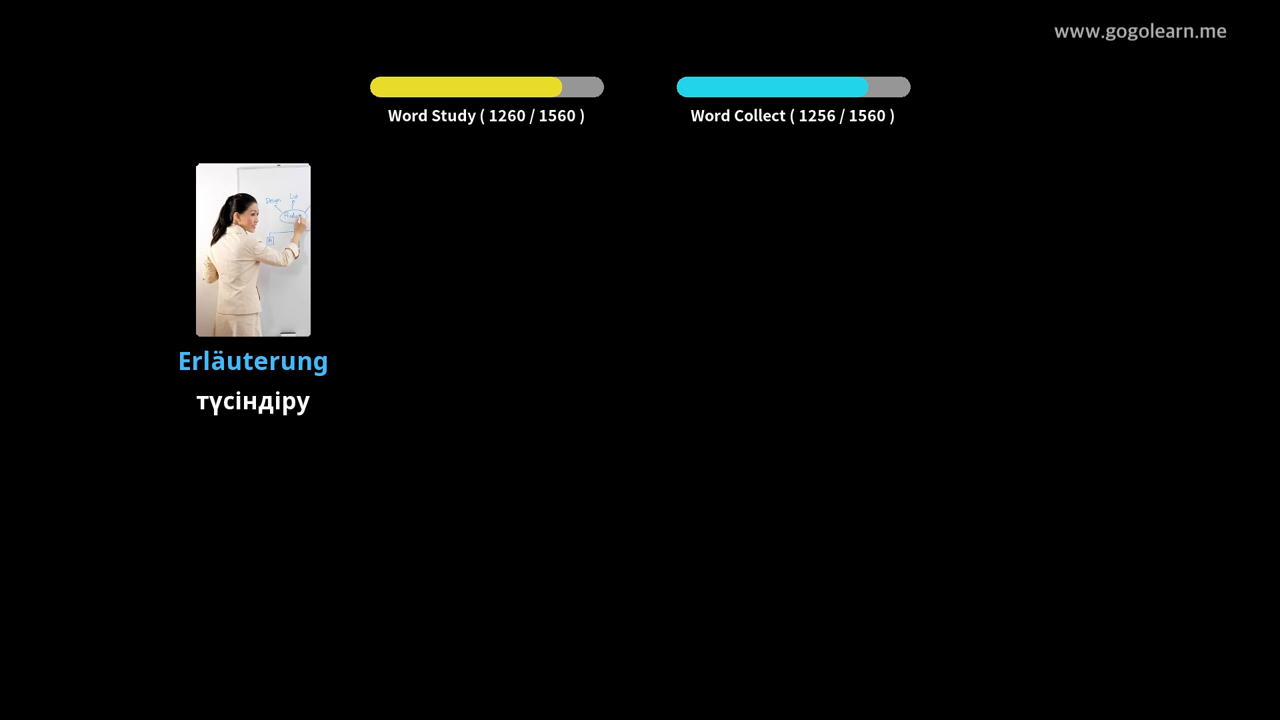 www.gogolearn.me
Word Study ( 1260 / 1560 )
Word Collect ( 1256 / 1560 )
Erläuterung
түсіндіру